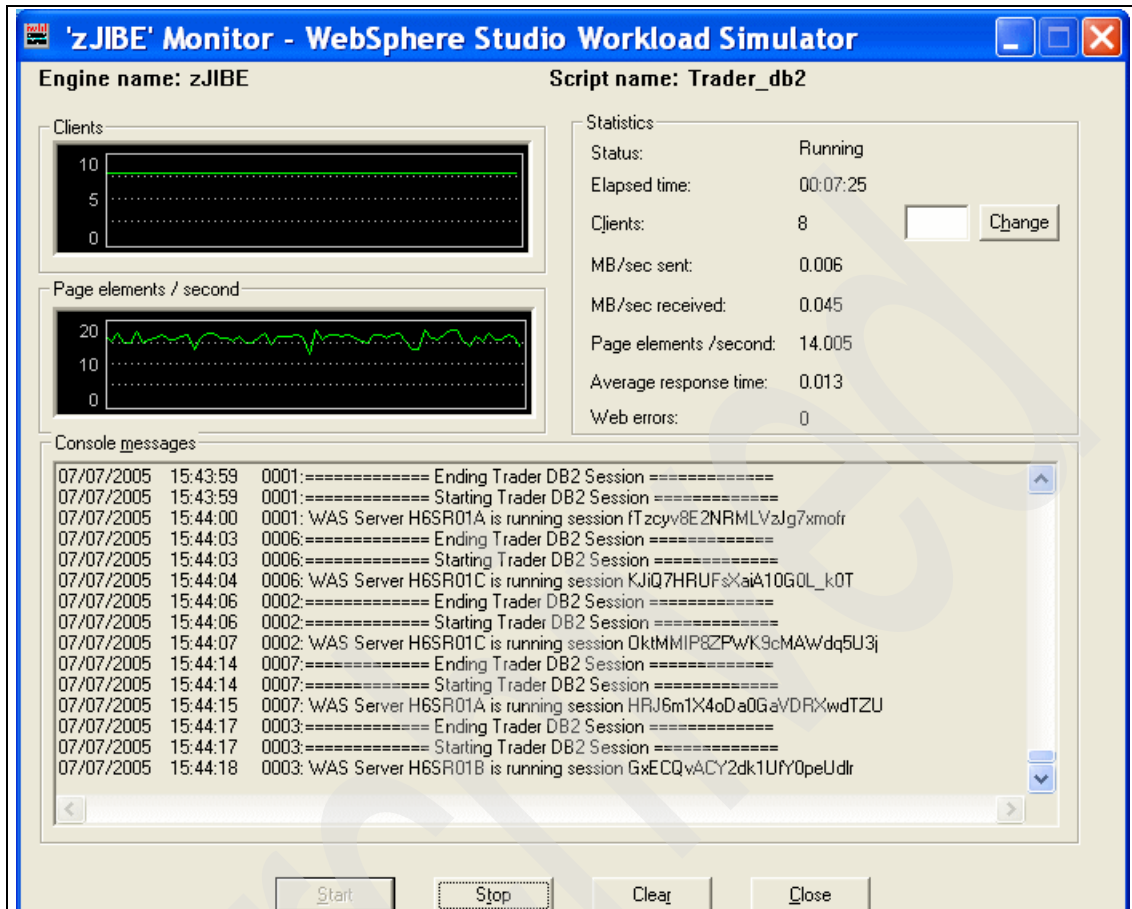 'zJIBE' Monitor - WebSphere Studio Workload Simulator
Engine name: zJIBE Script name: Trader_db2
Clients
10
5
0
Page elements / second
20
10
0
Statistics
Status: Running
Elapsed time: 00:07:25
Clients: 8 Change
MB/sec sent: 0.006
MB/sec received: 0.045
Page elements /second: 14.005
Average response time: 0.013
Web errors: 0
Console messages
07/07/2005 15:43:59 0001:============= Ending Trader DB2 Session =============
07/07/2005 15:43:59 0001:============= Starting Trader DB2 Session =============
07/07/2005 15:44:00 0001: WAS Server H6SR01A is running session fTzcyv8E2NRMLVzJg7xmofr
07/07/2005 15:44:03 0006:============= Ending Trader DB2 Session =============
07/07/2005 15:44:03 0006:============= Starting Trader DB2 Session =============
07/07/2005 15:44:04 0006: WAS Server H6SR01C is running session KJiQ7HRUFsXaiA10G0L_k0T
07/07/2005 15:44:06 0002:============= Ending Trader DB2 Session =============
07/07/2005 15:44:06 0002:============= Starting Trader DB2 Session =============
07/07/2005 15:44:07 0002: WAS Server H6SR01C is running session OktMMIP8ZPWK9cMAWdq5U3j
07/07/2005 15:44:14 0007:============= Ending Trader DB2 Session =============
07/07/2005 15:44:14 0007:============= Starting Trader DB2 Session =============
07/07/2005 15:44:15 0007: WAS Server H6SR01A is running session HRJ6m1X4oDa0GaVDRXwdTZU
07/07/2005 15:44:17 0003:============= Ending Trader DB2 Session =============
07/07/2005 15:44:17 0003:============= Starting Trader DB2 Session =============
07/07/2005 15:44:18 0003: WAS Server H6SR01B is running session GxECQvACY2dk1UfY0peUdlr
Start Stop Clear Close